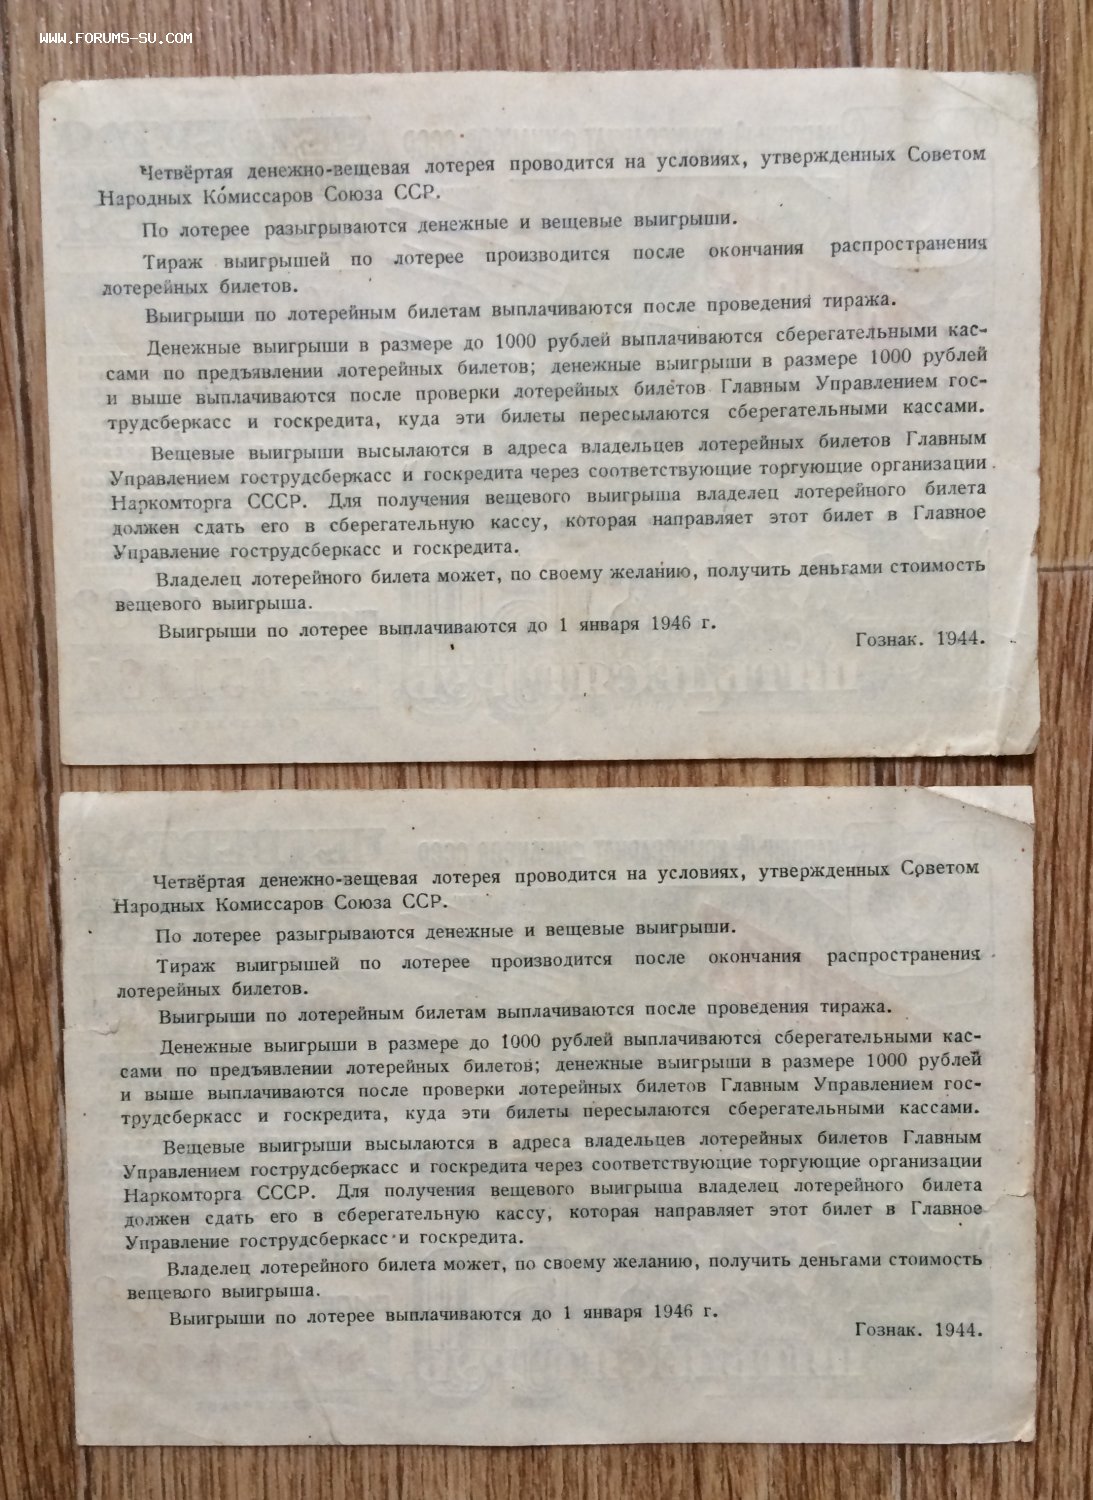 WWW.FORUMS-SU.COM
Четвёртая денежно-вещевая лотерея проводится на условиях, утвержденных Советом
Народных Комиссаров Союза ССР.
По лотерее разыгрываются денежные и вещевые выигрыши.
Тираж выигрышей по лотерее производится после окончания распространения
лотерейных билетов.
Выигрыши по лотерейным билетам выплачиваются после проведения тиража.
Денежные выигрыши в размере до 1000 рублей выплачиваются сберегательными кас-
сами по предъявлении лотерейных билетов; денежные выигрыши в размере 1000 рублей
и выше выплачиваются после проверки лотерейных билетов Главным Управлением гос-
трудсберкасс и госкредита, куда эти билеты пересылаются сберегательными кассами.
Вещевые выигрыши высылаются в адреса владельцев лотерейных билетов Главным
Управлением гострудсберкасс и госкредита через соответствующие торгующие организации
Наркомторга СССР. Для получения вещевого выигрыша владелец лотерейного билета
должен сдать его в сберегательную кассу, которая направляет этот билет в Главное
Управление гострудсберкасс и госкредита.
Владелец лотерейного билета может, по своему желанию, получить деньгами стоимость
вещевого выигрыша.
Выигрыши по лотерее выплачиваются до 1 января 1946 г.
Гознак. 1944.
Четвёртая денежно-вещевая лотерея проводится на условиях, утвержденных Советом
Народных Комиссаров Союза ССР.
По лотерее разыгрываются денежные и вещевые выигрыши.
Тираж выигрышей по лотерее производится после окончания распространения
лотерейных билетов.
Выигрыши по лотерейным билетам выплачиваются после проведения тиража.
Денежные выигрыши в размере до 1000 рублей выплачиваются сберегательными кас-
сами по предъявлении лотерейных билетов; денежные выигрыши в размере 1000 рублей
и выше выплачиваются после проверки лотерейных билетов Главным Управлением гос-
трудсберкасс и госкредита, куда эти билеты пересылаются сберегательными кассами.
Вещевые выигрыши высылаются в адреса владельцев лотерейных билетов Главным
Управлением гострудсберкасс и госкредита через соответствующие торгующие организации
Наркомторга СССР. Для получения вещевого выигрыша владелец лотерейного билета
должен сдать его в сберегательную кассу, которая направляет этот билет в Главное
Управление гострудсберкасс и госкредита.
Владелец лотерейного билета может, по своему желанию, получить деньгами стоимость
вещевого выигрыша.
Выигрыши по лотерее выплачиваются до 1 января 1946 г.
Гознак. 1944.